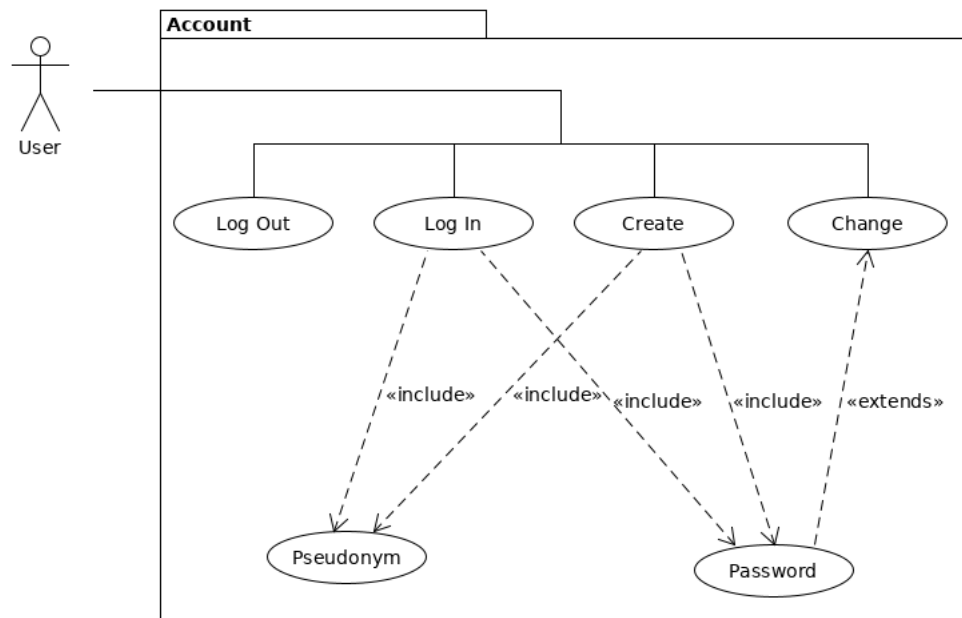 Account
User
Log Out
Log In
Create
Change
«include»
«include»
«include»
«include»
«extends»
Pseudonym
Password